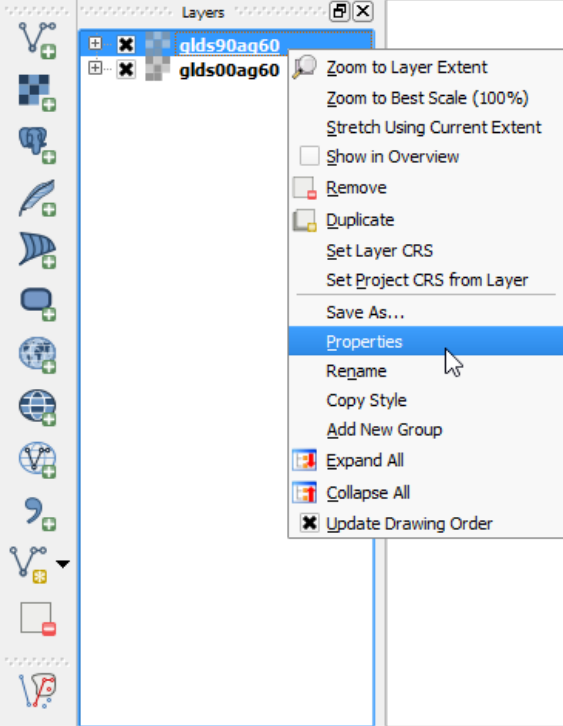 Layers
glds90ag60
glds00ag60
Zoom to Layer Extent
Zoom to Best Scale (100%)
Stretch Using Current Extent
Show in Overview
Remove
Duplicate
Set Layer CRS
Set Project CRS from Layer
Save As...
Properties
Rename
Copy Style
Add New Group
Expand All
Collapse All
Update Drawing Order